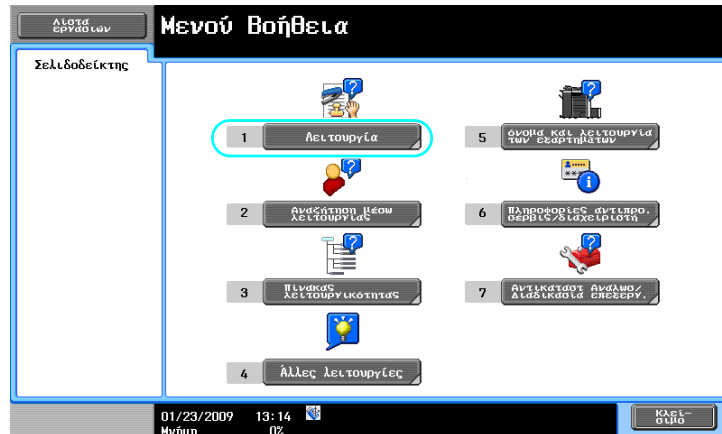 Λίστα
εργασιών
Μενού Βοήθεια
Σελιδοδείκτης
1 Λειτουργία
5 όνομα και λειτουργία
των εξαρτημάτων
2 Αναζήτηση μέσω
λειτουργίας
6 Πληροφορίες αντιπρο.
σέρβις/διαχειριστή
3 Πίνακας
λειτουργικότητας
7 Αντικαταστ Αναλωσ/
Διαδικασία επεξεργ.
4 Άλλες λειτουργίες
01/23/2009 13:14
Μνήμη 0%
Κλεί-
σιμο